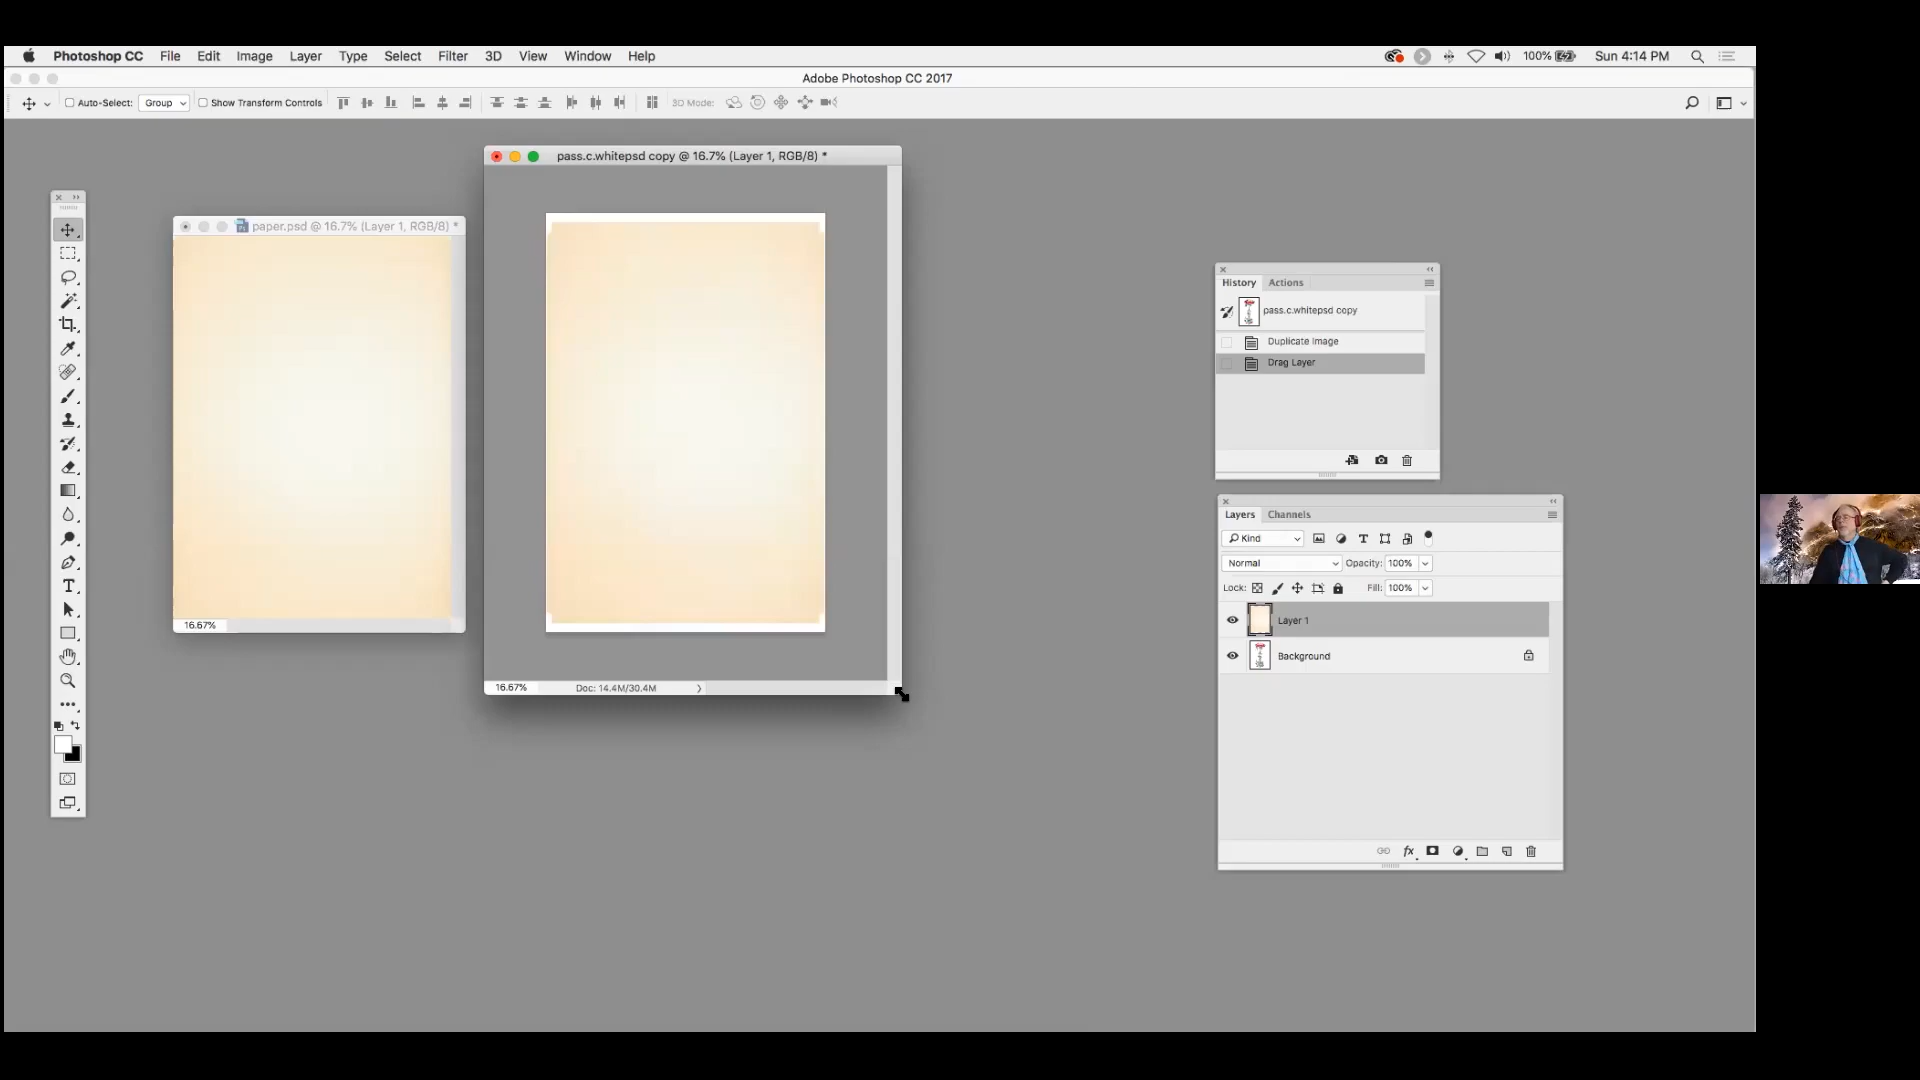 Photoshop CC File Edit Image Layer Type Select Filter 3D View Window Help 100% Sun 4:14 PM
Adobe Photoshop CC 2017
Auto-Select: Group Show Transform Controls 3D Mode:
pass.c.whitepsd copy @ 16.7% (Layer 1, RGB/8) *
paper.psd @ 16.7% (Layer 1, RGB/8) *
16.67%
16.67% Doc: 14.4M/30.4M
History Actions
pass.c.whitepsd copy
Duplicate Image
Drag Layer
Layers Channels
Kind
Normal Opacity: 100%
Lock: Fill: 100%
Layer 1
Background